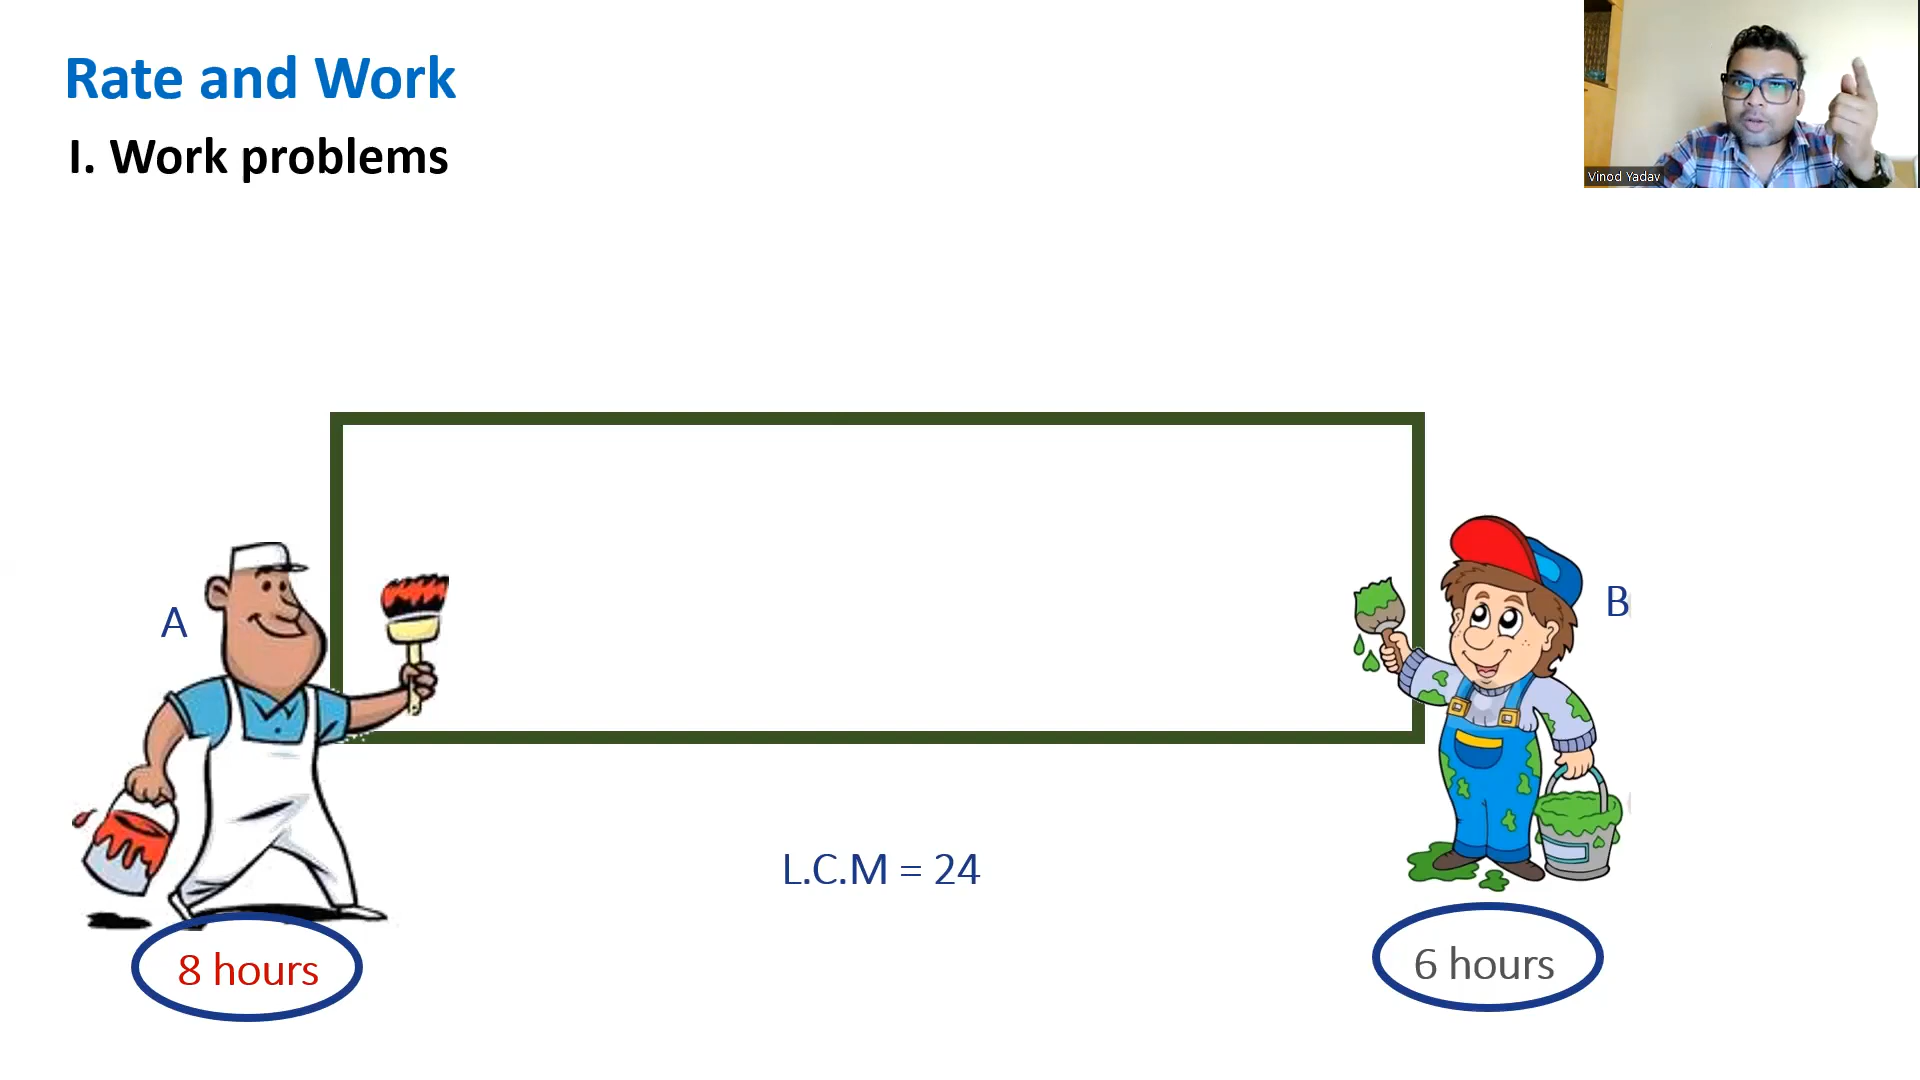 Rate and Work
I. Work problems
Vinod Yadav
A
B
L.C.M = 24
8 hours
6 hours